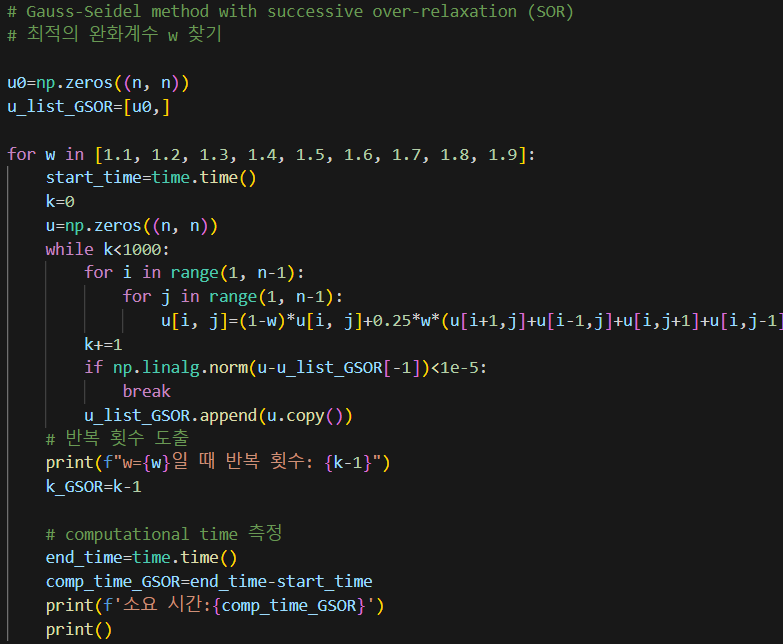 # Gauss-Seidel method with successive over-relaxation (SOR)
# 최적의 완화계수 w 찾기

u0=np.zeros((n, n))
u_list_GSOR=[u0,]

for w in [1.1, 1.2, 1.3, 1.4, 1.5, 1.6, 1.7, 1.8, 1.9]:
    start_time=time.time()
    k=0
    u=np.zeros((n, n))
    while k<1000:
        for i in range(1, n-1):
            for j in range(1, n-1):
                u[i, j]=(1-w)*u[i, j]+0.25*w*(u[i+1,j]+u[i-1,j]+u[i,j+1]+u[i,j-1]
        k+=1
        if np.linalg.norm(u-u_list_GSOR[-1])<1e-5:
            break
        u_list_GSOR.append(u.copy())
    # 반복 횟수 도출
    print(f"w={w}일 때 반복 횟수: {k-1}")
    k_GSOR=k-1

    # computational time 측정
    end_time=time.time()
    comp_time_GSOR=end_time-start_time
    print(f'소요 시간:{comp_time_GSOR}')
    print()